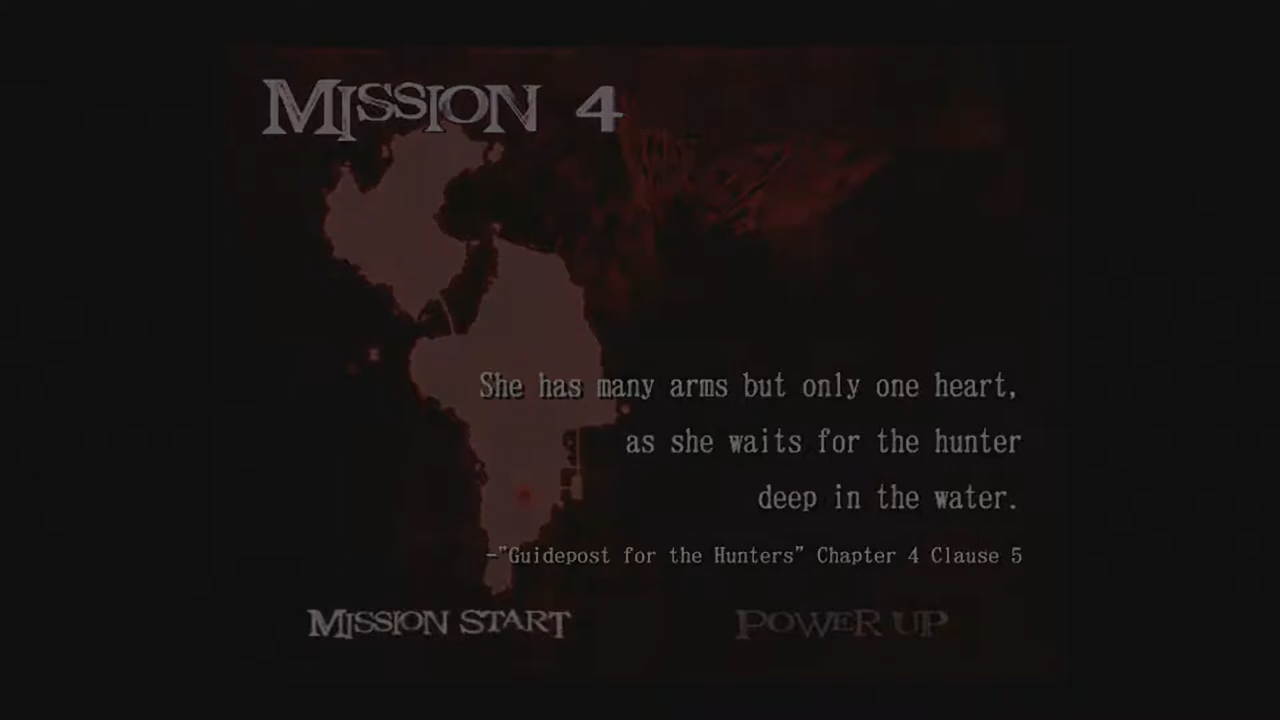 MISSION 4
She has many arms but only one heart,
as she waits for the hunter
deep in the water.
-"Guidepost for the Hunters" Chapter 4 Clause 5
MISSION START
POWER UP